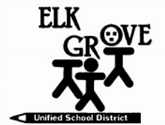 ELK
GROVE
Unified School District